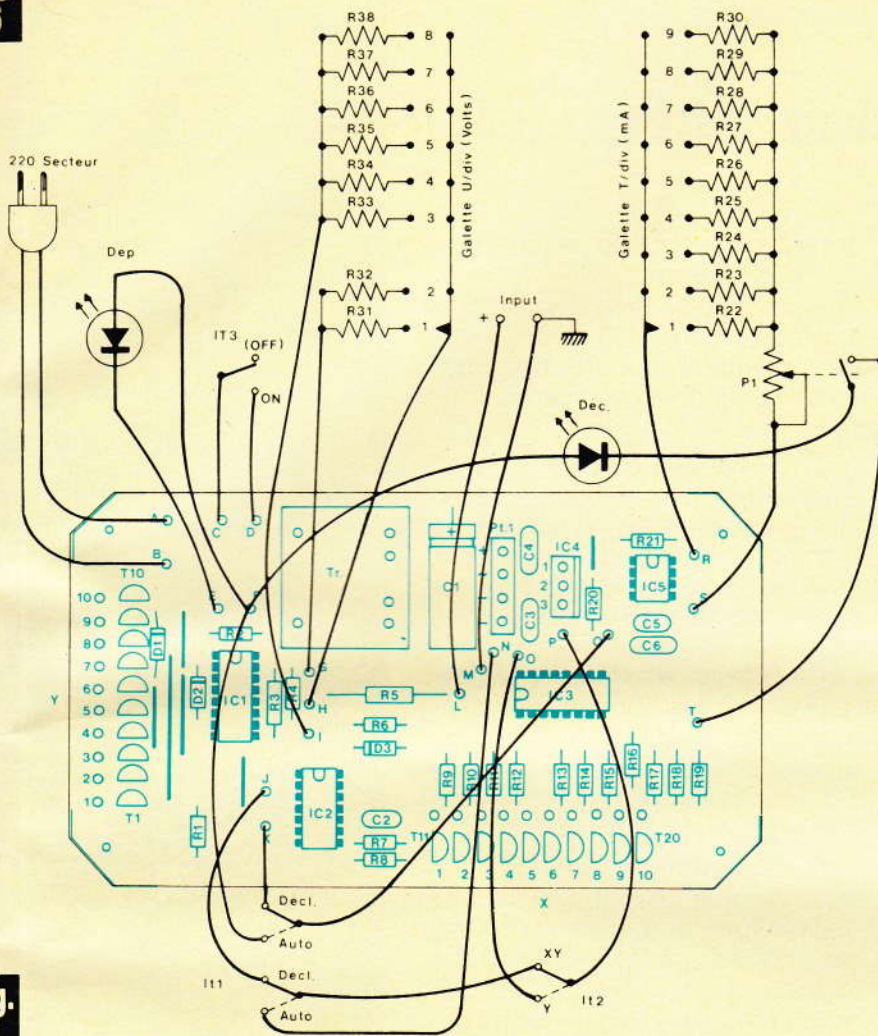 R38
8
R37
7
R36
6
R35
5
R34
4
R33
3
R32
2
R31
1
Galette U/div (Volts)
R30
9
R29
8
R28
7
R27
6
R26
5
R25
4
R24
3
R23
2
R22
1
Galette T/div (mA)
P1
220 Secteur
Dep
IT3
(OFF)
ON
+ Input
Dec.
A
B
C
D
E
T10
10
9
8
7
6
5
4
3
2
1
Y
T1
D1
D2
IC1
R3
R1
Tr.
G
H
I
J
K
IC2
R5
R6
D3
C2
R7
R8
L
M
N
O
P
+
C1
Pt.1
+
-
C4
C3
IC4
1
2
3
R20
R21
IC5
C5
C6
R
S
T
IC3
R9
R10
R12
R13
R14
R15
R16
R17
R18
R19
T11
T20
1 2 3 4 5 6 7 8 9 10
X
Decl.
Auto
It1
Decl.
Auto
XY
Y
It2
g.